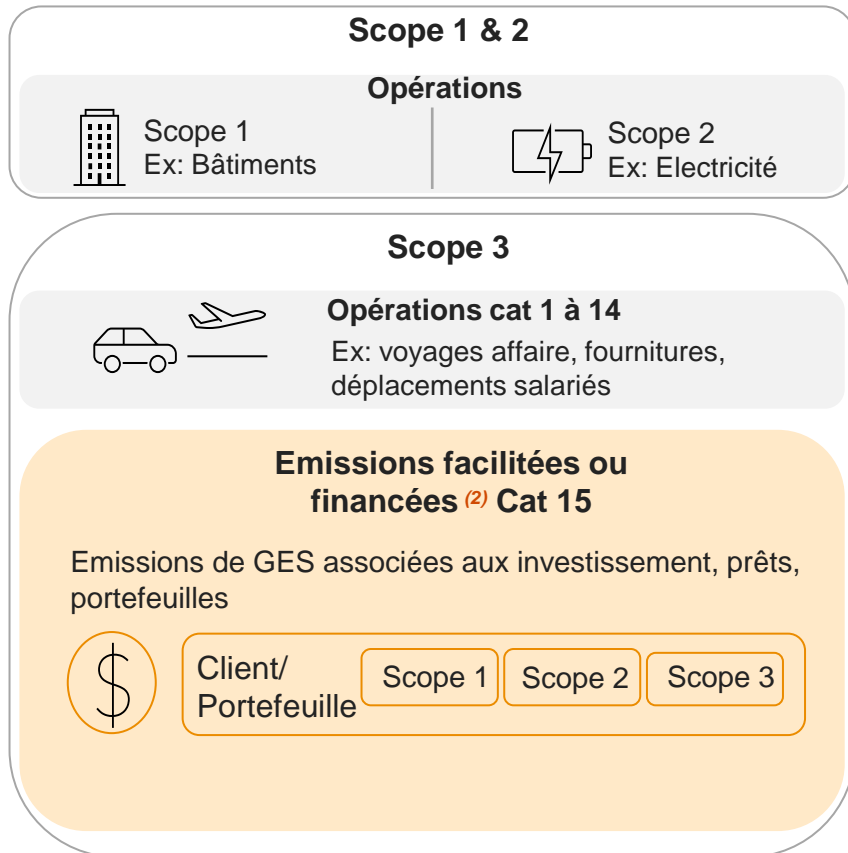 Scope 1 & 2
Opérations
Scope 1
Ex: Bâtiments
Scope 2
Ex: Electricité
Scope 3
Opérations cat 1 à 14
Ex: voyages affaire, fournitures,
déplacements salariés
Emissions facilitées ou
financées (2) Cat 15
Emissions de GES associées aux investissement, prêts,
portefeuilles
$
Client/
Portefeuille
Scope 1
Scope 2
Scope 3